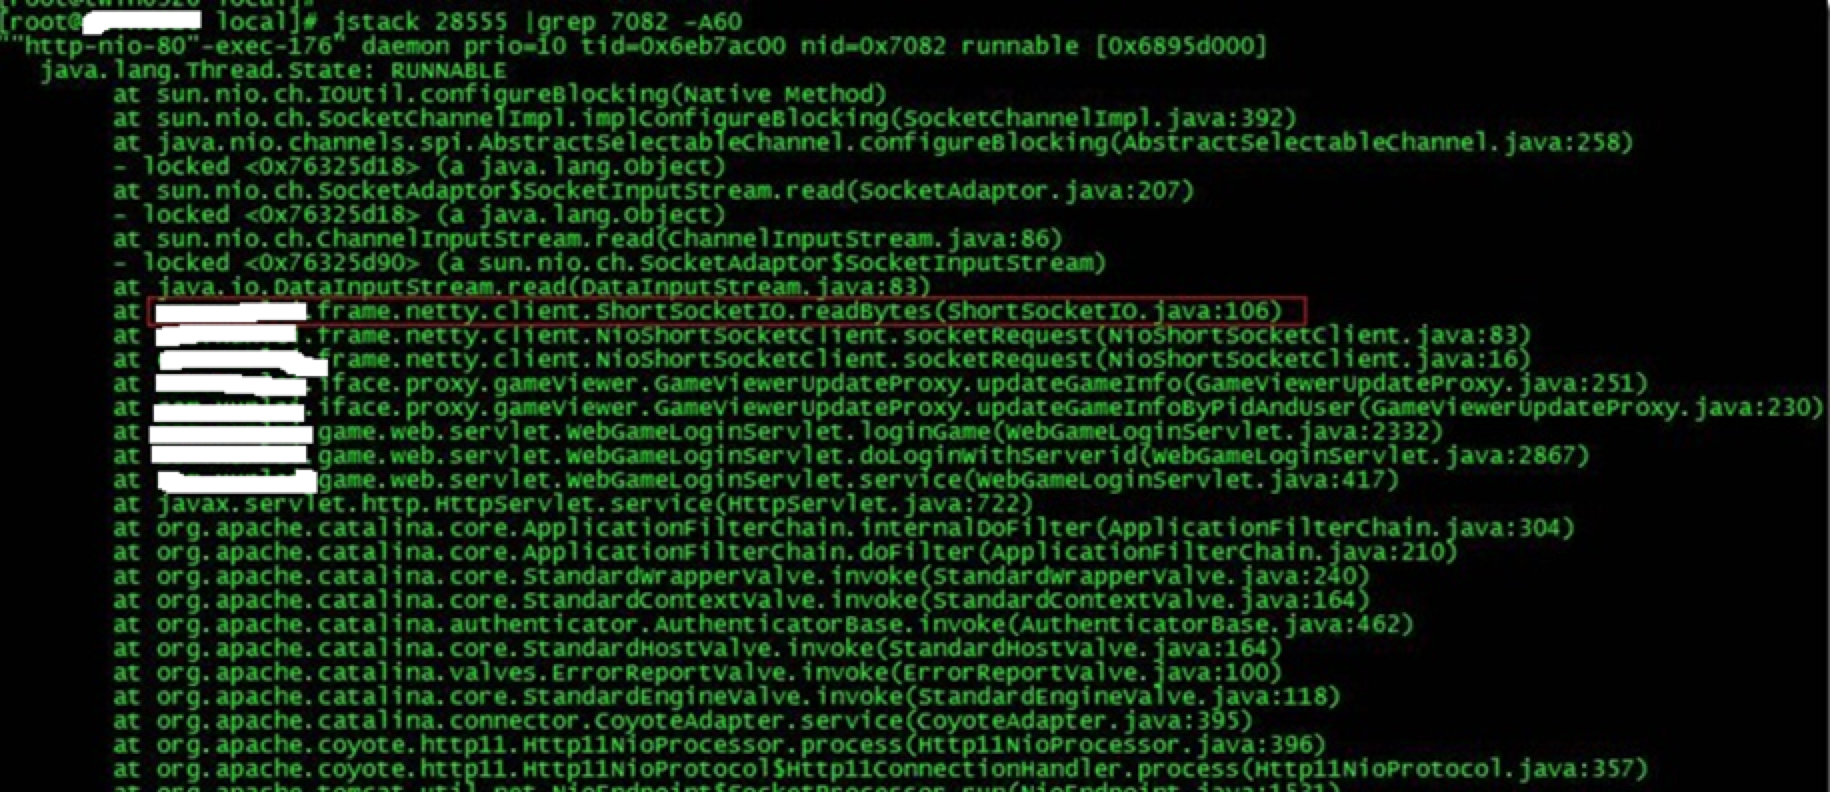 [root@ local]#
[root@ local]# jstack 28555 |grep 7082 -A60
""http-nio-80"-exec-176" daemon prio=10 tid=0x6eb7ac00 nid=0x7082 runnable [0x6895d000]
java.lang.Thread.State: RUNNABLE
at sun.nio.ch.IOUtil.configureBlocking(Native Method)
at sun.nio.ch.SocketChannelImpl.implConfigureBlocking(SocketChannelImpl.java:392)
at java.nio.channels.spi.AbstractSelectableChannel.configureBlocking(AbstractSelectableChannel.java:258)
- locked <0x76325d18> (a java.lang.Object)
at sun.nio.ch.SocketAdaptor$SocketInputStream.read(SocketAdaptor.java:207)
- locked <0x76325d18> (a java.lang.Object)
at sun.nio.ch.ChannelInputStream.read(ChannelInputStream.java:86)
- locked <0x76325d90> (a sun.nio.ch.SocketAdaptor$SocketInputStream)
at java.io.DataInputStream.read(DataInputStream.java:83)
at .frame.netty.client.ShortSocketIO.readBytes(ShortSocketIO.java:106)
at .frame.netty.client.NioShortSocketClient.socketRequest(NioShortSocketClient.java:83)
at frame.netty.client.NioShortSocketClient.socketRequest(NioShortSocketClient.java:16)
at .iface.proxy.gameViewer.GameViewerUpdateProxy.updateGameInfo(GameViewerUpdateProxy.java:251)
at .iface.proxy.gameViewer.GameViewerUpdateProxy.updateGameInfoByPidAndUser(GameViewerUpdateProxy.java:230)
at game.web.servlet.WebGameLoginServlet.loginGame(WebGameLoginServlet.java:2332)
at game.web.servlet.WebGameLoginServlet.doLoginWithServerid(WebGameLoginServlet.java:2867)
at game.web.servlet.WebGameLoginServlet.service(WebGameLoginServlet.java:417)
at javax.servlet.http.HttpServlet.service(HttpServlet.java:722)
at org.apache.catalina.core.ApplicationFilterChain.internalDoFilter(ApplicationFilterChain.java:304)
at org.apache.catalina.core.ApplicationFilterChain.doFilter(ApplicationFilterChain.java:210)
at org.apache.catalina.core.StandardWrapperValve.invoke(StandardWrapperValve.java:240)
at org.apache.catalina.core.StandardContextValve.invoke(StandardContextValve.java:164)
at org.apache.catalina.authenticator.AuthenticatorBase.invoke(AuthenticatorBase.java:462)
at org.apache.catalina.core.StandardHostValve.invoke(StandardHostValve.java:164)
at org.apache.catalina.valves.ErrorReportValve.invoke(ErrorReportValve.java:100)
at org.apache.catalina.core.StandardEngineValve.invoke(StandardEngineValve.java:118)
at org.apache.catalina.connector.CoyoteAdapter.service(CoyoteAdapter.java:395)
at org.apache.coyote.http11.Http11NioProcessor.process(Http11NioProcessor.java:396)
at org.apache.coyote.http11.Http11NioProtocol$Http11ConnectionHandler.process(Http11NioProtocol.java:357)
at org.apache.tomcat.util.net.NioEndpoint$SocketProcessor.run(NioEndpoint.java:1531)